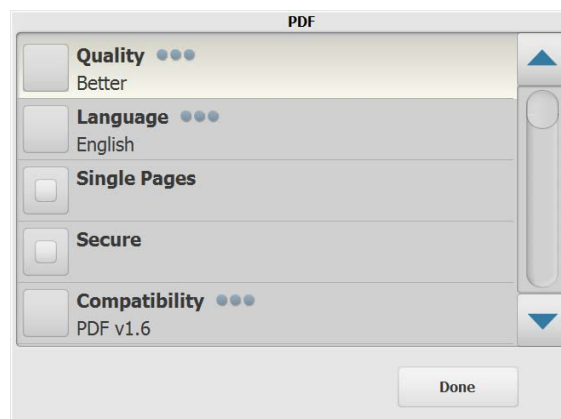 PDF
Quality
Better
Language
English
Single Pages
Secure
Compatibility
PDF v1.6
Done